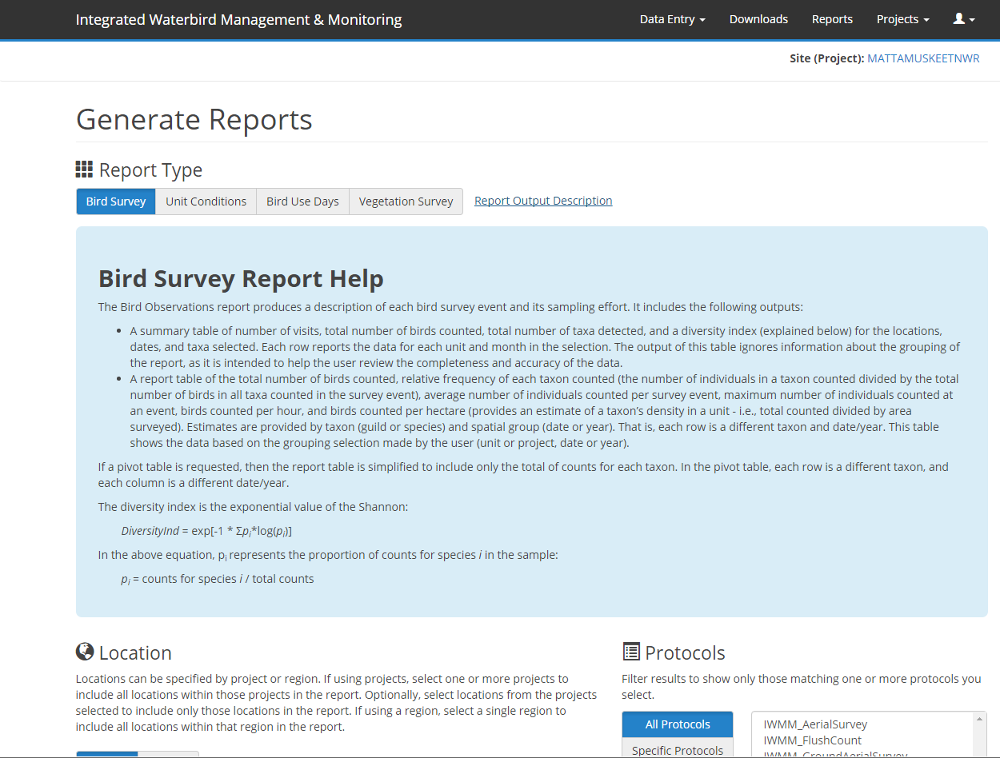 Integrated Waterbird Management & Monitoring
Data Entry
Downloads
Reports
Projects
Site (Project): MATTAMUSKEETNWR
Generate Reports
Report Type
Bird Survey
Unit Conditions
Bird Use Days
Vegetation Survey
Report Output Description
Bird Survey Report Help
The Bird Observations report produces a description of each bird survey event and its sampling effort. It includes the following outputs:
• A summary table of number of visits, total number of birds counted, total number of taxa detected, and a diversity index (explained below) for the locations,
dates, and taxa selected. Each row reports the data for each unit and month in the selection. The output of this table ignores information about the grouping of
the report, as it is intended to help the user review the completeness and accuracy of the data.
• A report table of the total number of birds counted, relative frequency of each taxon counted (the number of individuals in a taxon counted divided by the total
number of birds in all taxa counted in the survey event), average number of individuals counted per survey event, maximum number of individuals counted at
an event, birds counted per hour, and birds counted per hectare (provides an estimate of a taxon's density in a unit - i.e., total counted divided by area
surveyed). Estimates are provided by taxon (guild or species) and spatial group (date or year). That is, each row is a different taxon and date/year. This table
shows the data based on the grouping selection made by the user (unit or project, date or year).
If a pivot table is requested, then the report table is simplified to include only the total of counts for each taxon. In the pivot table, each row is a different taxon, and
each column is a different date/year.
The diversity index is the exponential value of the Shannon:
DiversityInd = exp[-1 * Σpi*log(pi)]
In the above equation, pi represents the proportion of counts for species i in the sample:
pi = counts for species i / total counts
Location
Locations can be specified by project or region. If using projects, select one or more projects to
include all locations within those projects in the report. Optionally, select locations from the projects
selected to include only those locations in the report. If using a region, select a single region to
include all locations within that region in the report.
Protocols
Filter results to show only those matching one or more protocols you
select.
All Protocols
Specific Protocols
IWMM_AerialSurvey
IWMM_FlushCount
IWMM_GroundAerialSurvey